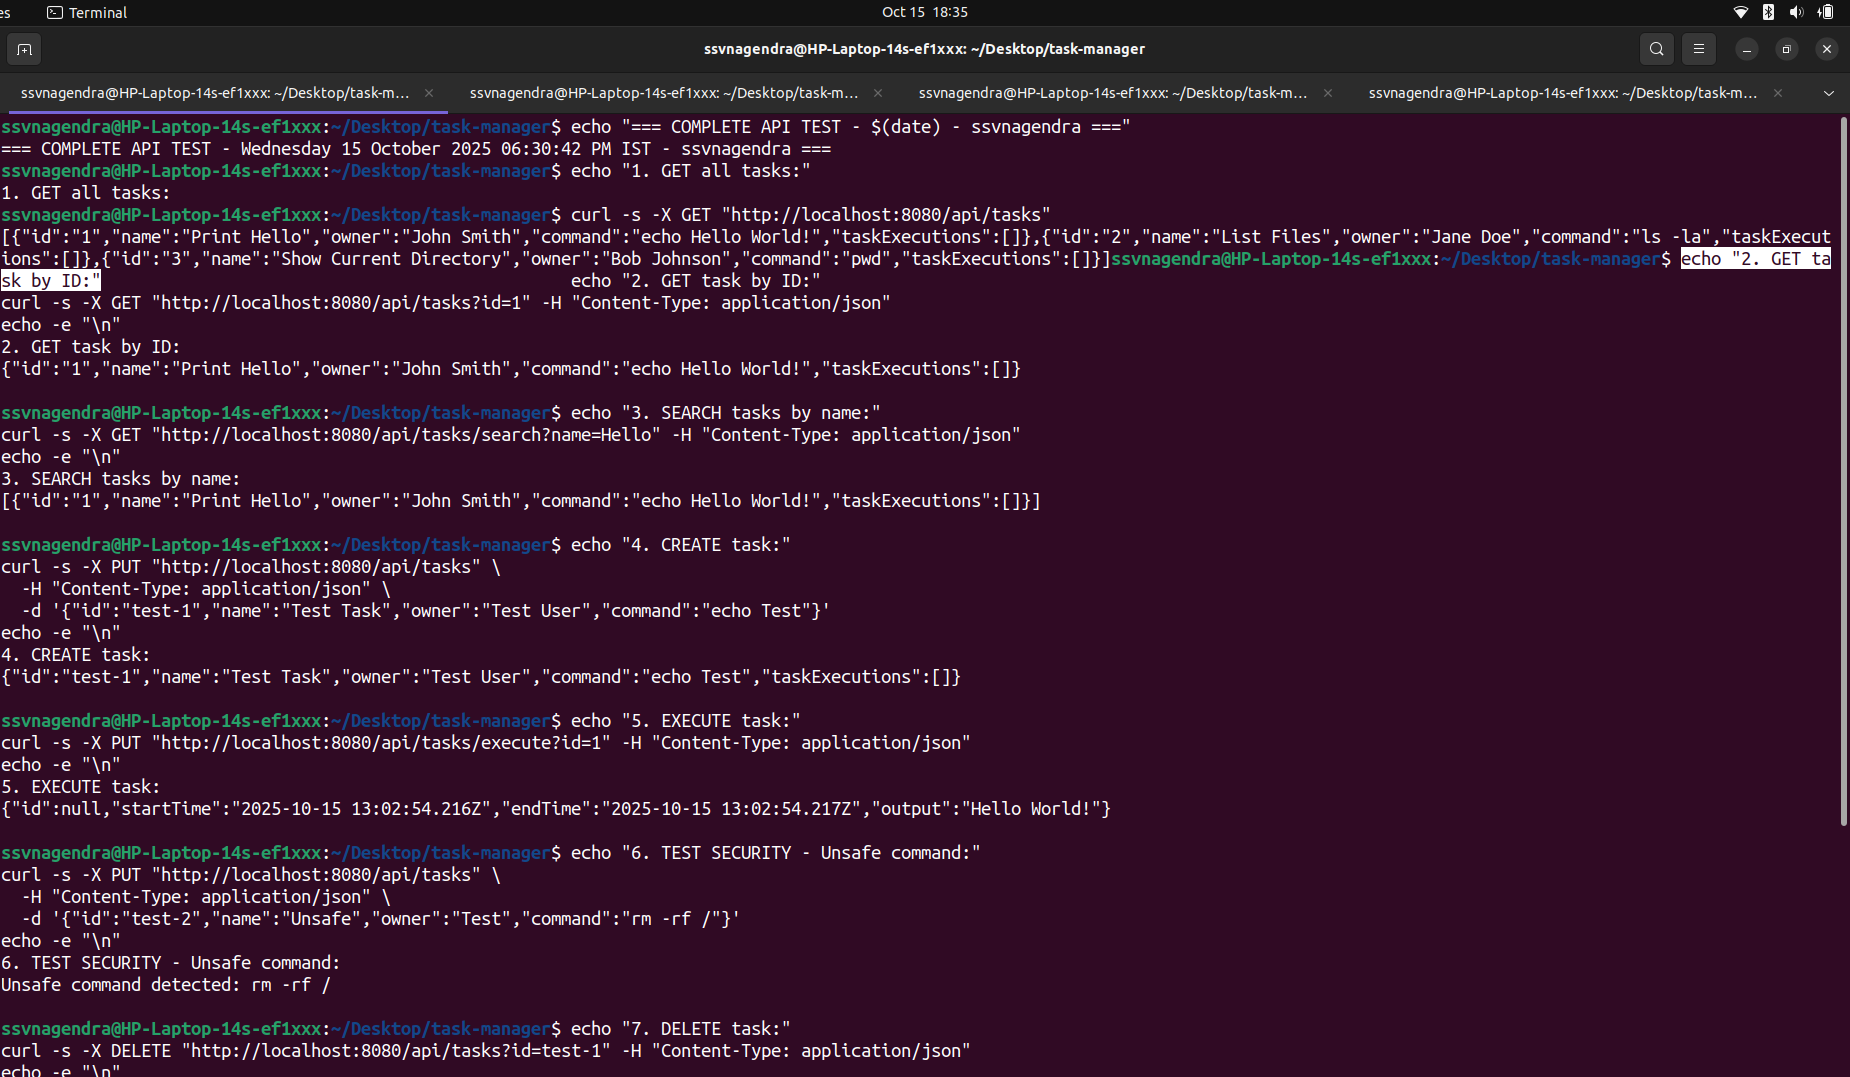 es
Terminal
Oct 15 18:35
ssvnagendra@HP-Laptop-14s-ef1xxx: ~/Desktop/task-manager
ssvnagendra@HP-Laptop-14s-ef1xxx: ~/Desktop/task-m...
ssvnagendra@HP-Laptop-14s-ef1xxx: ~/Desktop/task-m...
ssvnagendra@HP-Laptop-14s-ef1xxx: ~/Desktop/task-m...
ssvnagendra@HP-Laptop-14s-ef1xxx: ~/Desktop/task-m...
ssvnagendra@HP-Laptop-14s-ef1xxx:~/Desktop/task-manager$ echo "=== COMPLETE API TEST - $(date) - ssvnagendra ==="
=== COMPLETE API TEST - Wednesday 15 October 2025 06:30:42 PM IST - ssvnagendra ===
ssvnagendra@HP-Laptop-14s-ef1xxx:~/Desktop/task-manager$ echo "1. GET all tasks:"
1. GET all tasks:
ssvnagendra@HP-Laptop-14s-ef1xxx:~/Desktop/task-manager$ curl -s -X GET "http://localhost:8080/api/tasks"
[{"id":"1","name":"Print Hello","owner":"John Smith","command":"echo Hello World!","taskExecutions":[]},{"id":"2","name":"List Files","owner":"Jane Doe","command":"ls -la","taskExecut
ions":[]},{"id":"3","name":"Show Current Directory","owner":"Bob Johnson","command":"pwd","taskExecutions":[]}]ssvnagendra@HP-Laptop-14s-ef1xxx:~/Desktop/task-manager$ echo "2. GET ta
sk by ID:" echo "2. GET task by ID:"
curl -s -X GET "http://localhost:8080/api/tasks?id=1" -H "Content-Type: application/json"
echo -e "\n"
2. GET task by ID:
{"id":"1","name":"Print Hello","owner":"John Smith","command":"echo Hello World!","taskExecutions":[]}
ssvnagendra@HP-Laptop-14s-ef1xxx:~/Desktop/task-manager$ echo "3. SEARCH tasks by name:"
curl -s -X GET "http://localhost:8080/api/tasks/search?name=Hello" -H "Content-Type: application/json"
echo -e "\n"
3. SEARCH tasks by name:
[{"id":"1","name":"Print Hello","owner":"John Smith","command":"echo Hello World!","taskExecutions":[]}]
ssvnagendra@HP-Laptop-14s-ef1xxx:~/Desktop/task-manager$ echo "4. CREATE task:"
curl -s -X PUT "http://localhost:8080/api/tasks" \
-H "Content-Type: application/json" \
-d '{"id":"test-1","name":"Test Task","owner":"Test User","command":"echo Test"}'
echo -e "\n"
4. CREATE task:
{"id":"test-1","name":"Test Task","owner":"Test User","command":"echo Test","taskExecutions":[]}
ssvnagendra@HP-Laptop-14s-ef1xxx:~/Desktop/task-manager$ echo "5. EXECUTE task:"
curl -s -X PUT "http://localhost:8080/api/tasks/execute?id=1" -H "Content-Type: application/json"
echo -e "\n"
5. EXECUTE task:
{"id":null,"startTime":"2025-10-15 13:02:54.216Z","endTime":"2025-10-15 13:02:54.217Z","output":"Hello World!"}
ssvnagendra@HP-Laptop-14s-ef1xxx:~/Desktop/task-manager$ echo "6. TEST SECURITY - Unsafe command:"
curl -s -X PUT "http://localhost:8080/api/tasks" \
-H "Content-Type: application/json" \
-d '{"id":"test-2","name":"Unsafe","owner":"Test","command":"rm -rf /"}'
echo -e "\n"
6. TEST SECURITY - Unsafe command:
Unsafe command detected: rm -rf /
ssvnagendra@HP-Laptop-14s-ef1xxx:~/Desktop/task-manager$ echo "7. DELETE task:"
curl -s -X DELETE "http://localhost:8080/api/tasks?id=test-1" -H "Content-Type: application/json"
echo -e "\n"